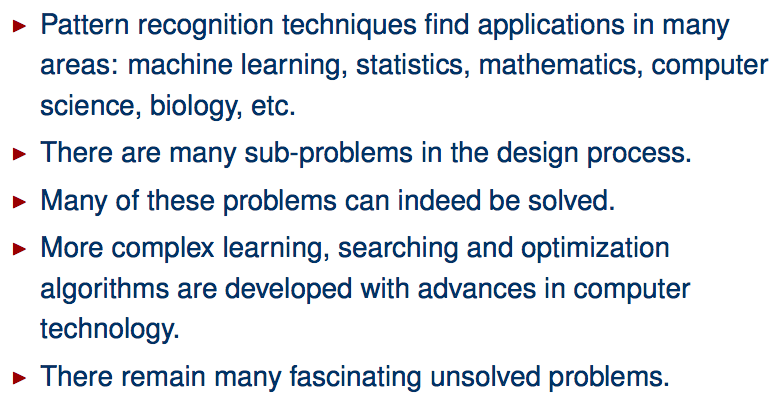 ► Pattern recognition techniques find applications in many
areas: machine learning, statistics, mathematics, computer
science, biology, etc.
► There are many sub-problems in the design process.
► Many of these problems can indeed be solved.
► More complex learning, searching and optimization
algorithms are developed with advances in computer
technology.
► There remain many fascinating unsolved problems.